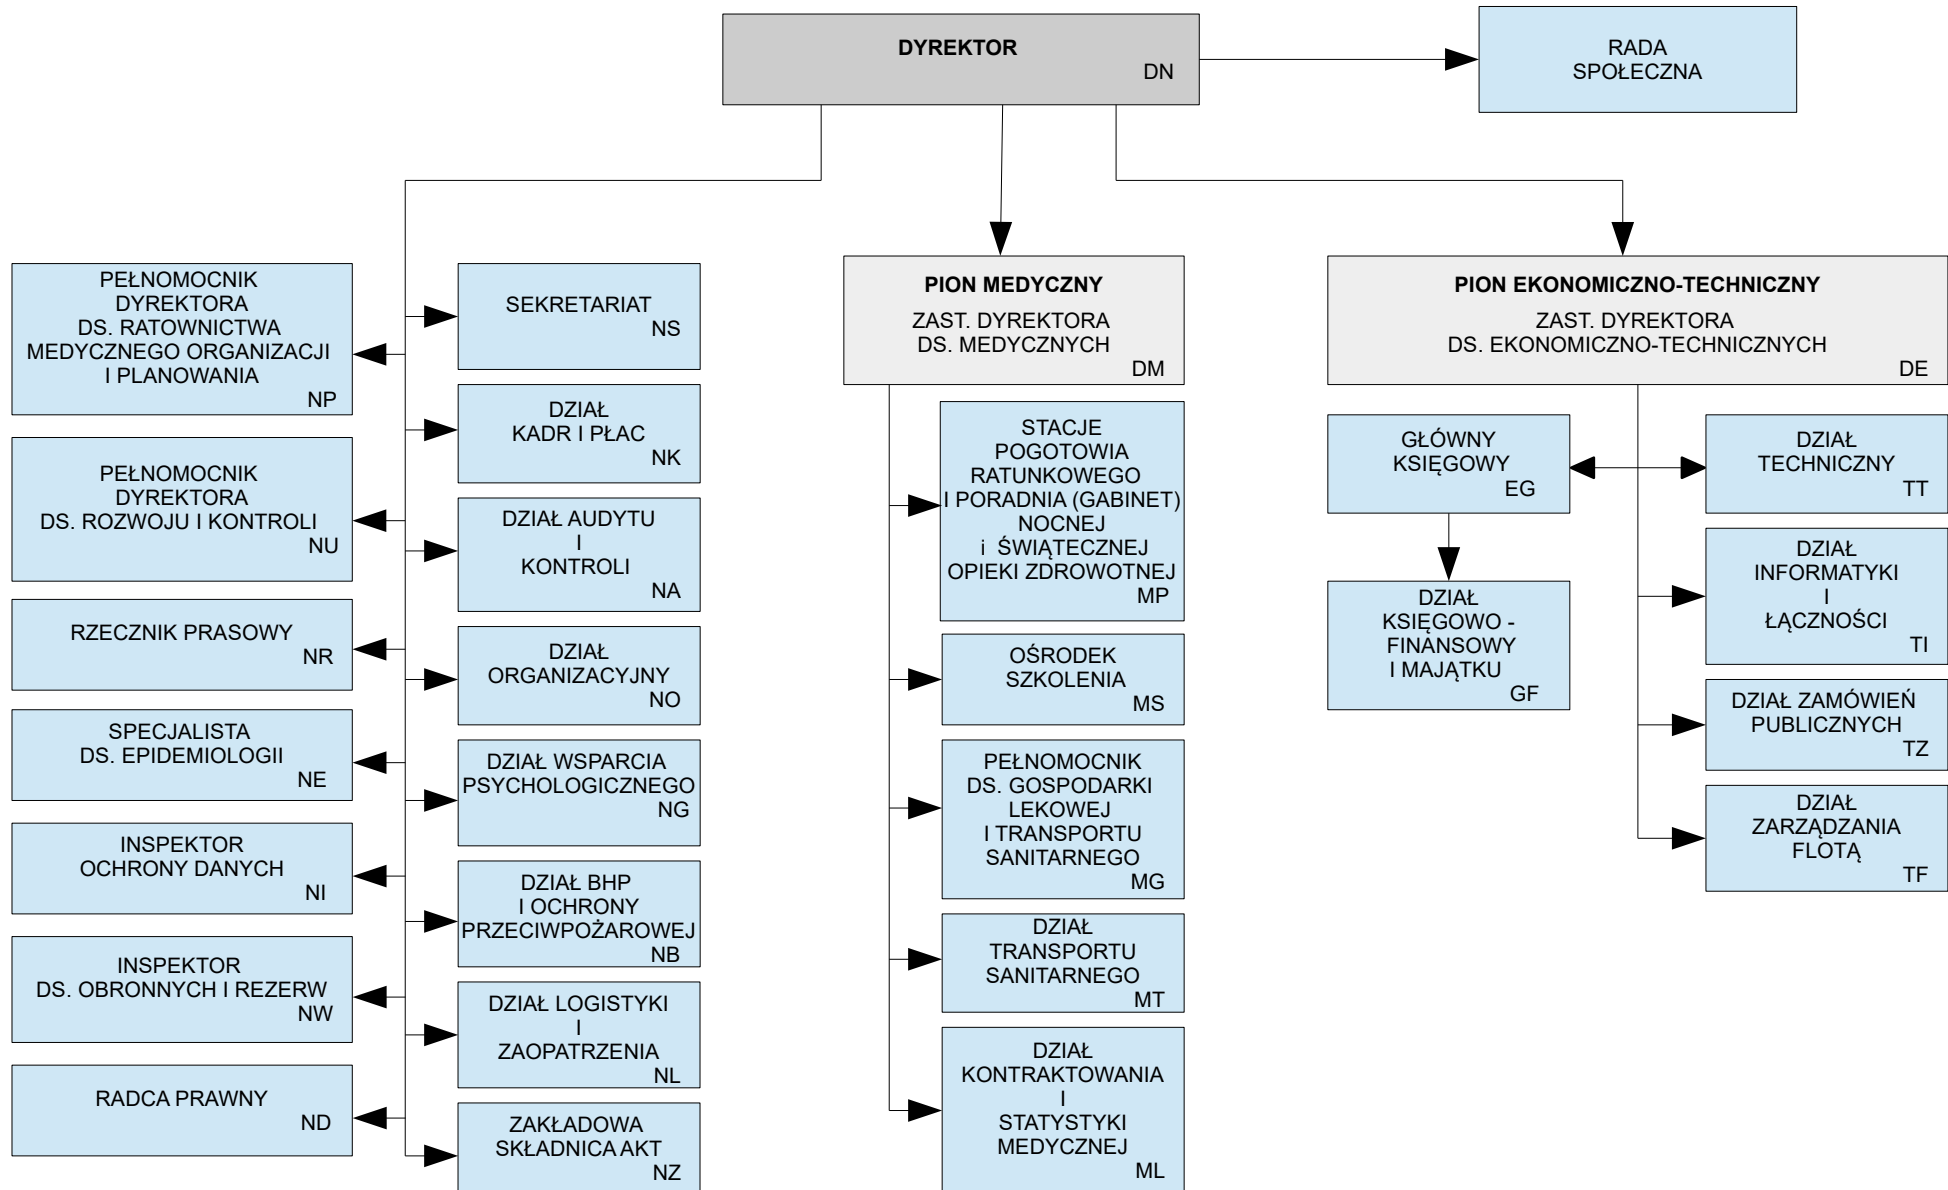 DYREKTOR
DN
RADA
SPOŁECZNA
PEŁNOMOCNIK
DYREKTORA
DS. RATOWNICTWA
MEDYCZNEGO ORGANIZACJI
I PLANOWANIA
NP
PEŁNOMOCNIK
DYREKTORA
DS. ROZWOJU I KONTROLI
NU
RZECZNIK PRASOWY
NR
SPECJALISTA
DS. EPIDEMIOLOGII
NE
INSPEKTOR
OCHRONY DANYCH
NI
INSPEKTOR
DS. OBRONNYCH I REZERW
NW
RADCA PRAWNY
ND
SEKRETARIAT
NS
DZIAŁ
KADR I PŁAC
NK
DZIAŁ AUDYTU
I
KONTROLI
NA
DZIAŁ
ORGANIZACYJNY
NO
DZIAŁ WSPARCIA
PSYCHOLOGICZNEGO
NG
DZIAŁ BHP
I OCHRONY
PRZECIWPOŻAROWEJ
NB
DZIAŁ LOGISTYKI
I
ZAOPATRZENIA
NL
ZAKŁADOWA
SKŁADNICA AKT
NZ
PION MEDYCZNY
ZAST. DYREKTORA
DS. MEDYCZNYCH
DM
STACJE
POGOTOWIA
RATUNKOWEGO
I PORADNIA (GABINET)
NOCNEJ
i ŚWIĄTECZNEJ
OPIEKI ZDROWOTNEJ
MP
OŚRODEK
SZKOLENIA
MS
PEŁNOMOCNIK
DS. GOSPODARKI
LEKOWEJ
I TRANSPORTU
SANITARNEGO
MG
DZIAŁ
TRANSPORTU
SANITARNEGO
MT
DZIAŁ
KONTRAKTOWANIA
I
STATYSTYKI
MEDYCZNEJ
ML
PION EKONOMICZNO-TECHNICZNY
ZAST. DYREKTORA
DS. EKONOMICZNO-TECHNICZNYCH
DE
GŁÓWNY
KSIĘGOWY
EG
DZIAŁ
KSIĘGOWO -
FINANSOWY
I MAJĄTKU
GF
DZIAŁ
TECHNICZNY
TT
DZIAŁ
INFORMATYKI
I
ŁĄCZNOŚCI
TI
DZIAŁ ZAMÓWIEŃ
PUBLICZNYCH
TZ
DZIAŁ
ZARZĄDZANIA
FLOTĄ
TF